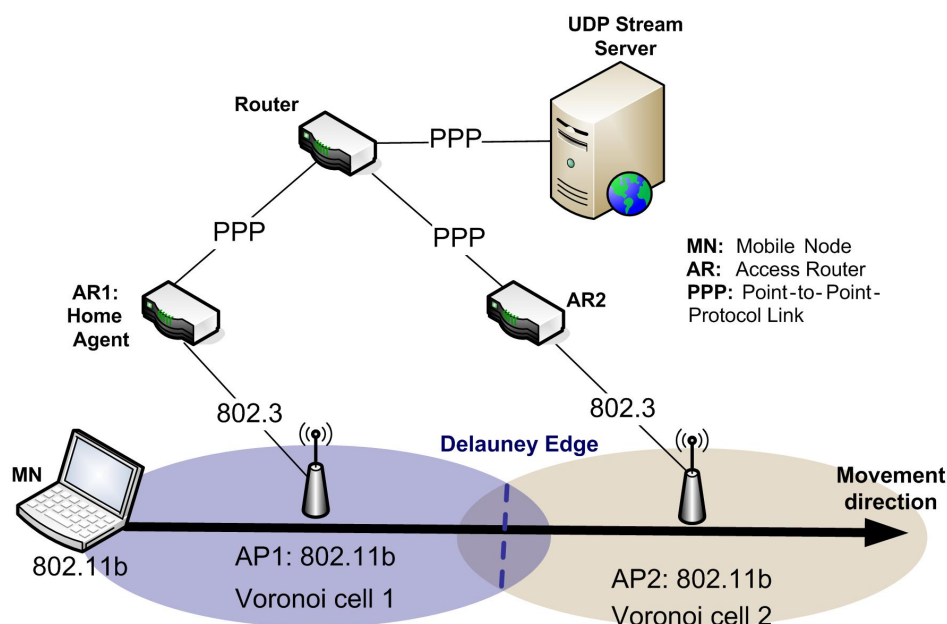 UDP Stream
Server
Router
PPP
PPP
PPP
MN: Mobile Node
AR: Access Router
PPP: Point-to-Point-
Protocol Link
AR1:
Home
Agent
AR2
802.3
802.3
Delauney Edge
MN
Movement
direction
802.11b
AP1: 802.11b
Voronoi cell 1
AP2: 802.11b
Voronoi cell 2